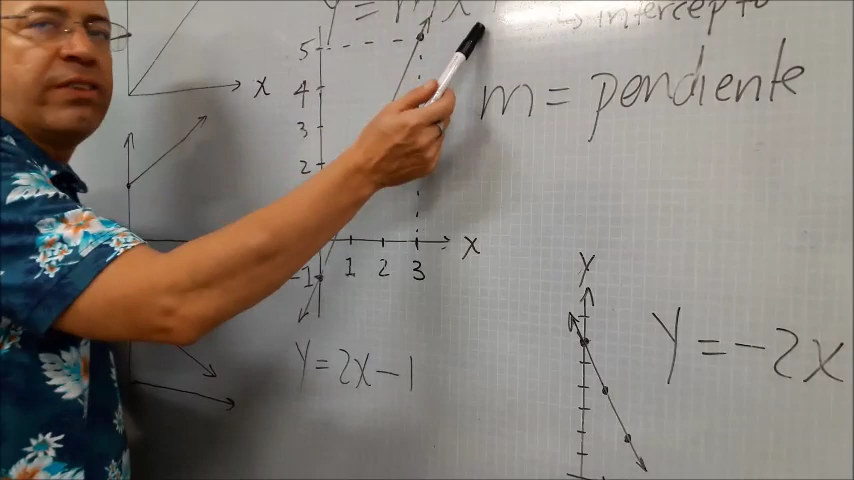 y = mx
→ intercepto
5
4
3
2
x
m = pendiente
x
-1
1 2 3
y = 2x - 1
y
y = -2x